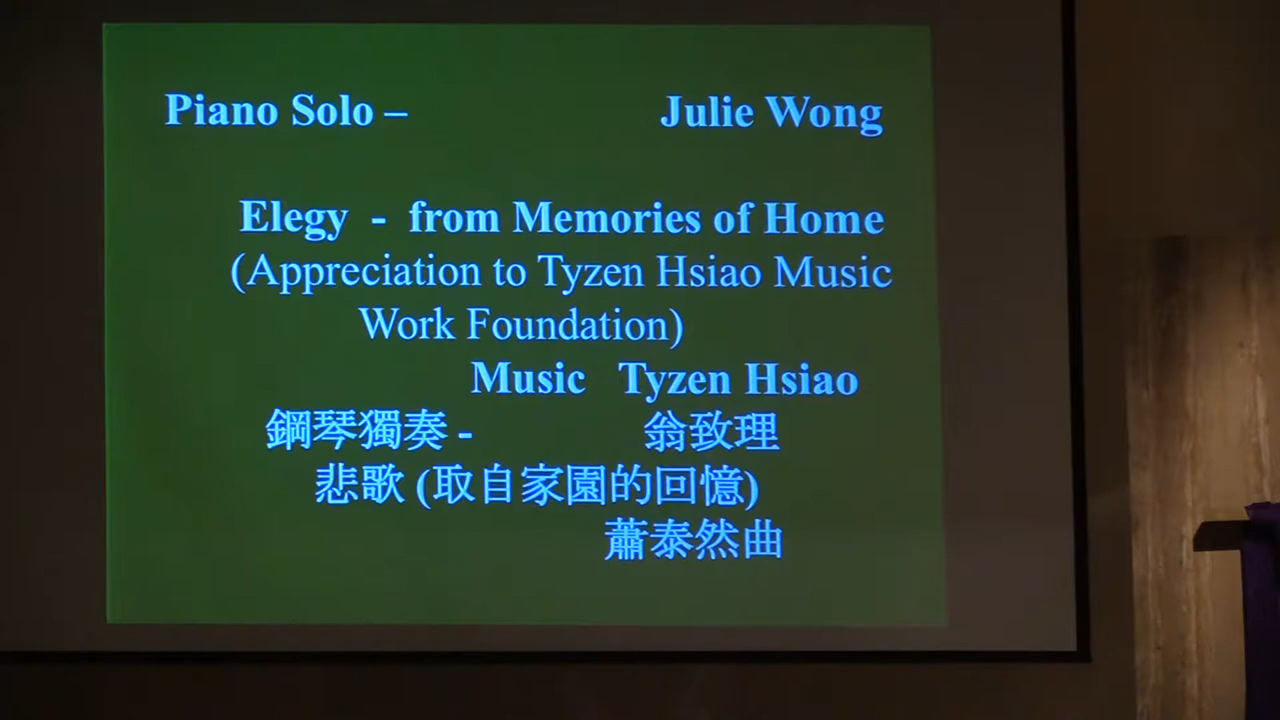 Piano Solo – Julie Wong
Elegy - from Memories of Home
(Appreciation to Tyzen Hsiao Music
Work Foundation)
Music Tyzen Hsiao
鋼琴獨奏 - 翁致理
悲歌 (取自家園的回憶)
蕭泰然曲